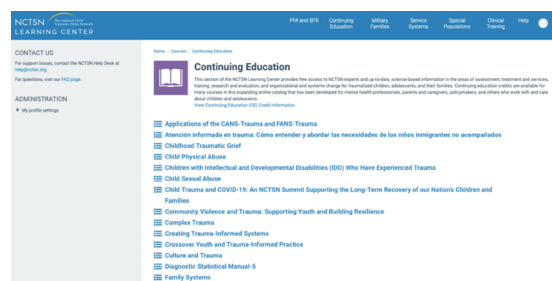 NCTSN
The National Child
Traumatic Stress Network
LEARNING CENTER
PFA and SPR
Continuing
Education
Military
Families
Service
Systems
Special
Populations
Clinical
Training
Help
CONTACT US
For support issues, contact the NCTSN Help Desk at
help@nctsn.org.
For questions, visit our FAQ page.
ADMINISTRATION
My profile settings
Home Courses Continuing Education
Continuing Education
This section of the NCTSN Learning Center provides free access to NCTSN experts and up-to-date, science-based information in the areas of assessment, treatment and services,
training, research and evaluation, and organizational and systems change for traumatized children, adolescents, and their families. Continuing education credits are available for
many courses in this expanding online catalog that has been developed for mental health professionals, parents and caregivers, policymakers, and others who work with and care
about children and adolescents.
View Continuing Education (CE) Credit Information
Applications of the CANS-Trauma and FANS-Trauma
Atención informada en trauma: Cómo entender y abordar las necesidades de los niños inmigrantes no acompañados
Childhood Traumatic Grief
Child Physical Abuse
Children with Intellectual and Developmental Disabilities (IDD) Who Have Experienced Trauma
Child Sexual Abuse
Child Trauma and COVID-19: An NCTSN Summit Supporting the Long-Term Recovery of our Nation's Children and
Families
Community Violence and Trauma: Supporting Youth and Building Resilience
Complex Trauma
Creating Trauma-Informed Systems
Crossover Youth and Trauma-Informed Practice
Culture and Trauma
Diagnostic Statistical Manual-5
Family Systems